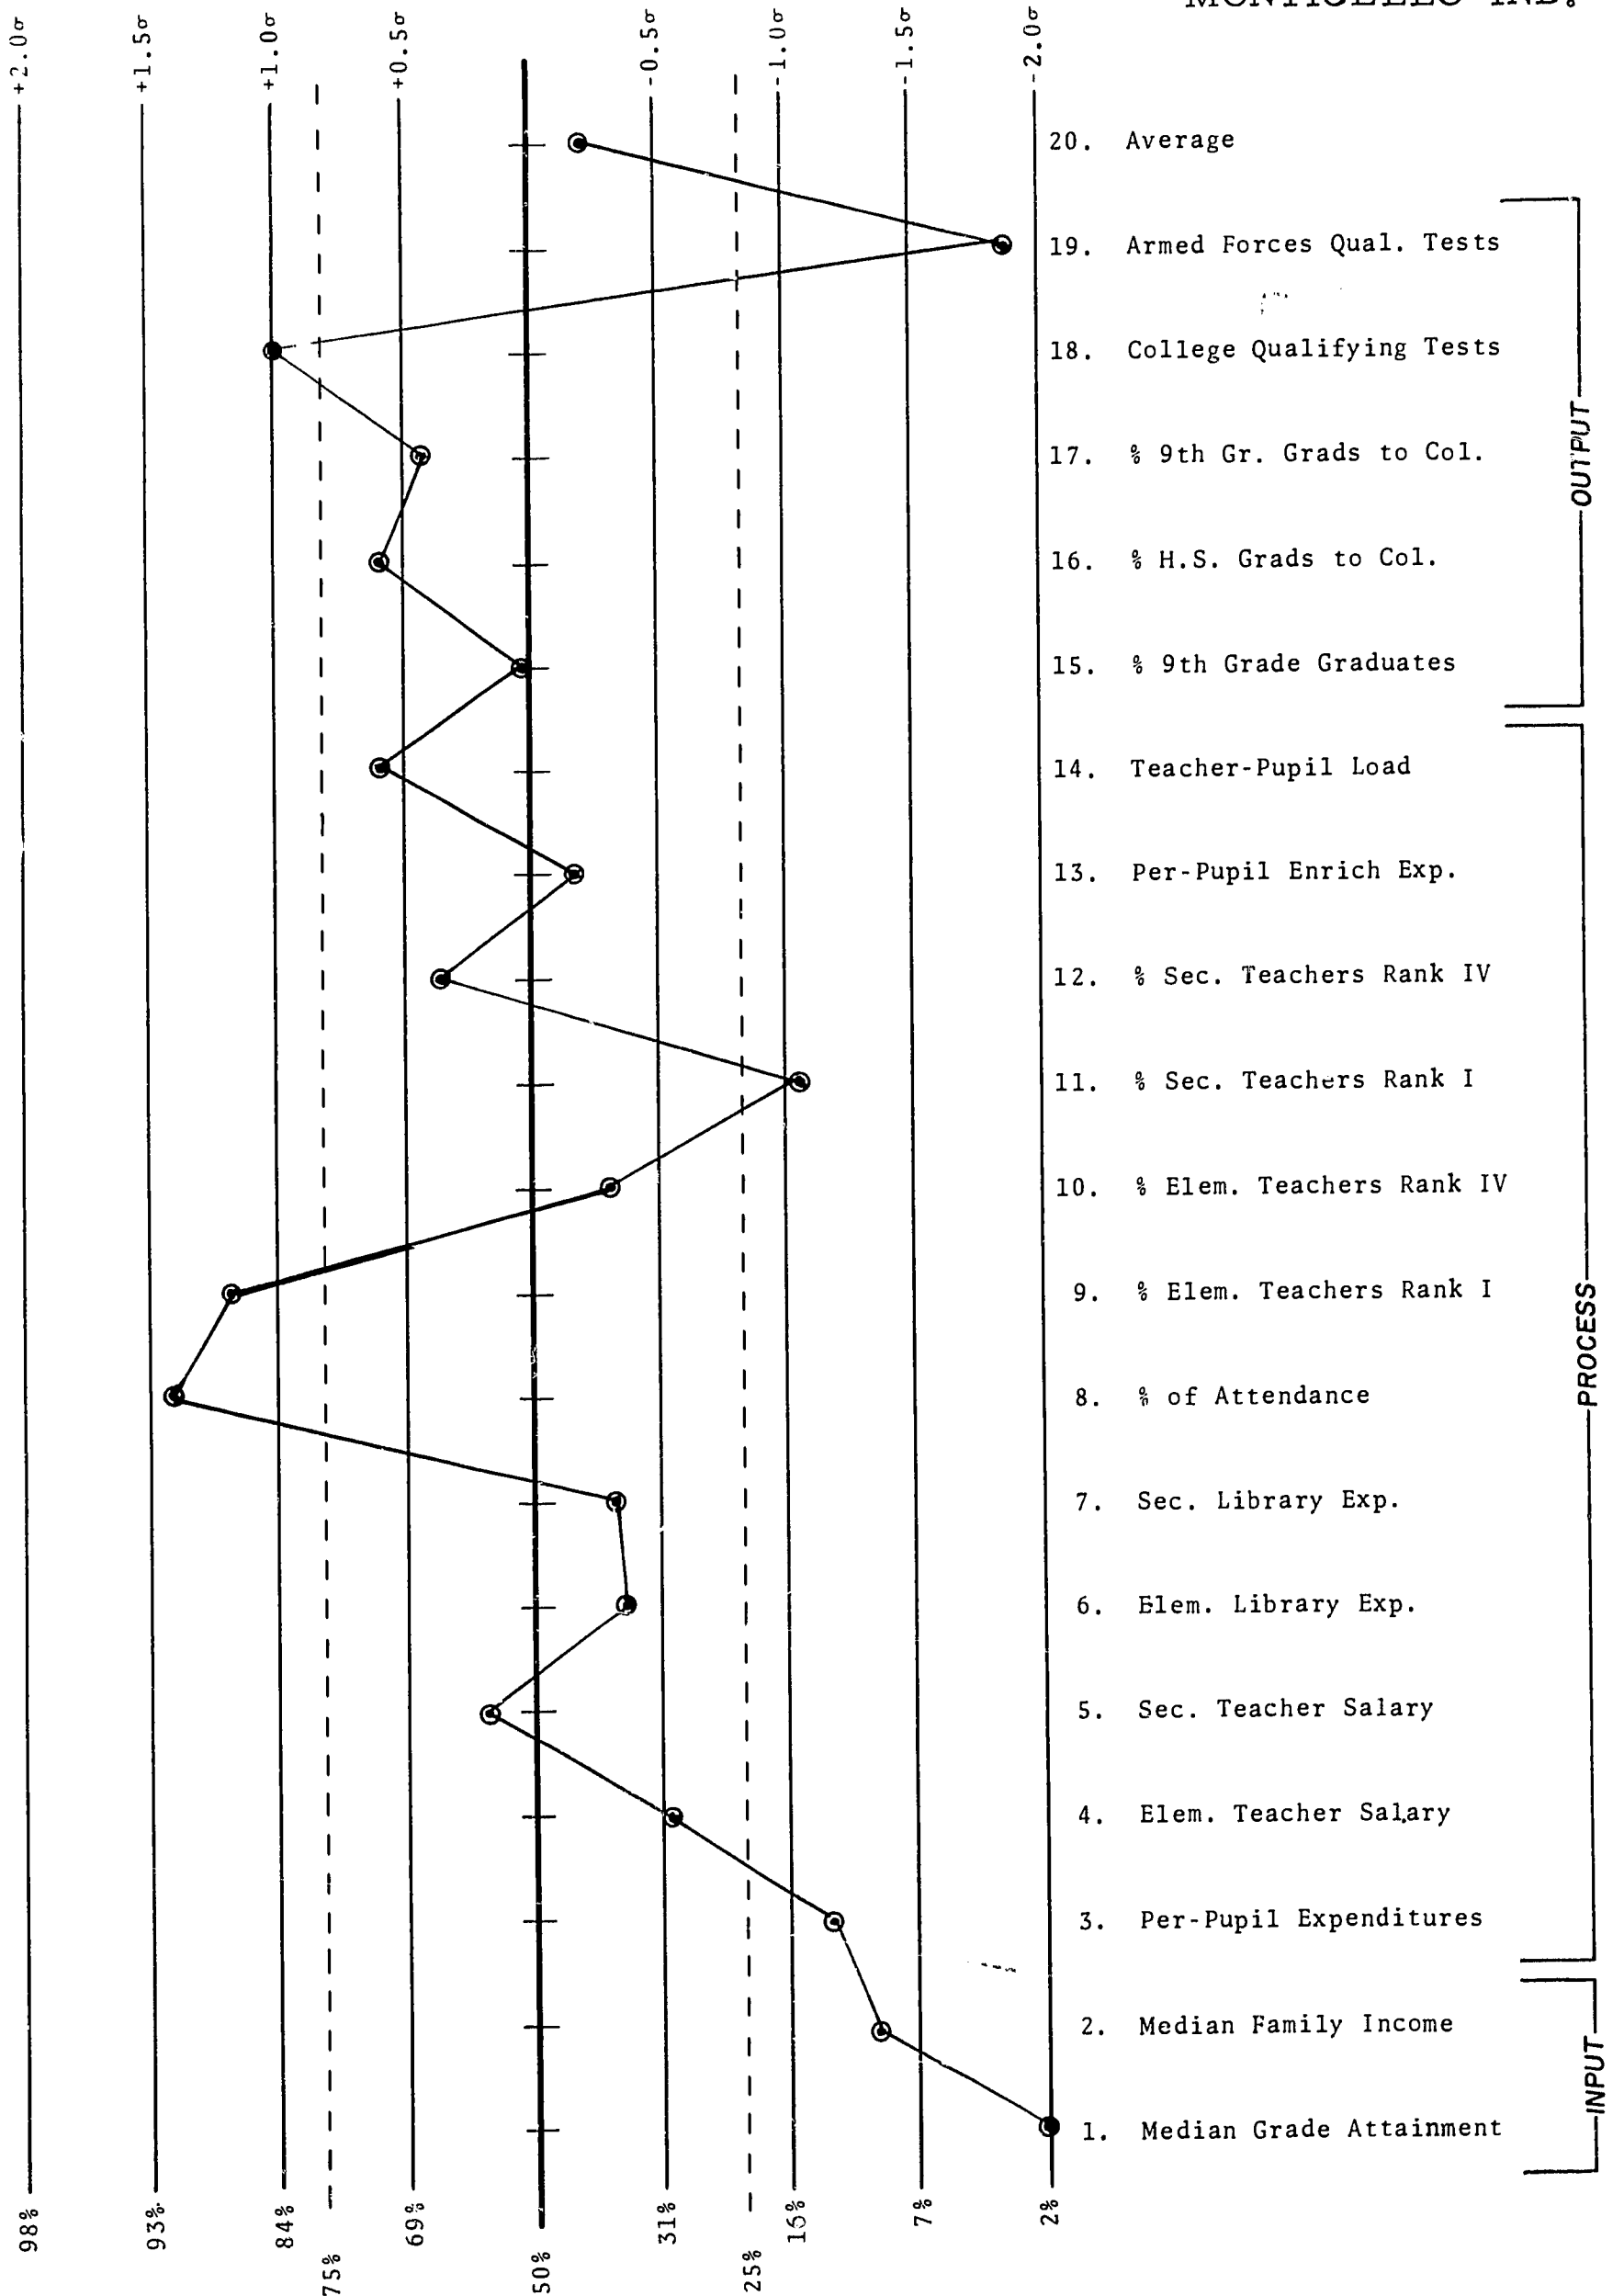 +2.0σ
+1.5σ
+1.0σ
+0.5σ
-0.5σ
-1.0σ
-1.5σ
-2.0σ
20. Average
19. Armed Forces Qual. Tests
18. College Qualifying Tests
17. % 9th Gr. Grads to Col.
16. % H.S. Grads to Col.
15. % 9th Grade Graduates
OUTPUT
14. Teacher-Pupil Load
13. Per-Pupil Enrich Exp.
12. % Sec. Teachers Rank IV
11. % Sec. Teachers Rank I
10. % Elem. Teachers Rank IV
9. % Elem. Teachers Rank I
8. % of Attendance
7. Sec. Library Exp.
6. Elem. Library Exp.
5. Sec. Teacher Salary
4. Elem. Teacher Salary
3. Per-Pupil Expenditures
PROCESS
2. Median Family Income
1. Median Grade Attainment
INPUT
98%
93%
84%
75%
69%
50%
31%
25%
16%
7%
2%